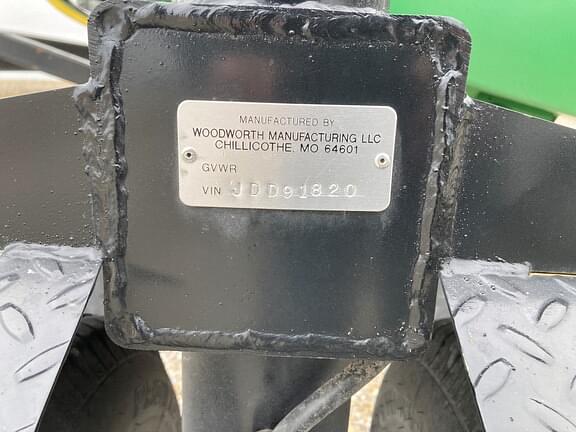 MANUFACTURED BY
WOODWORTH MANUFACTURING LLC
CHILLICOTHE, MO 64601
GVWR
VIN JDD91820